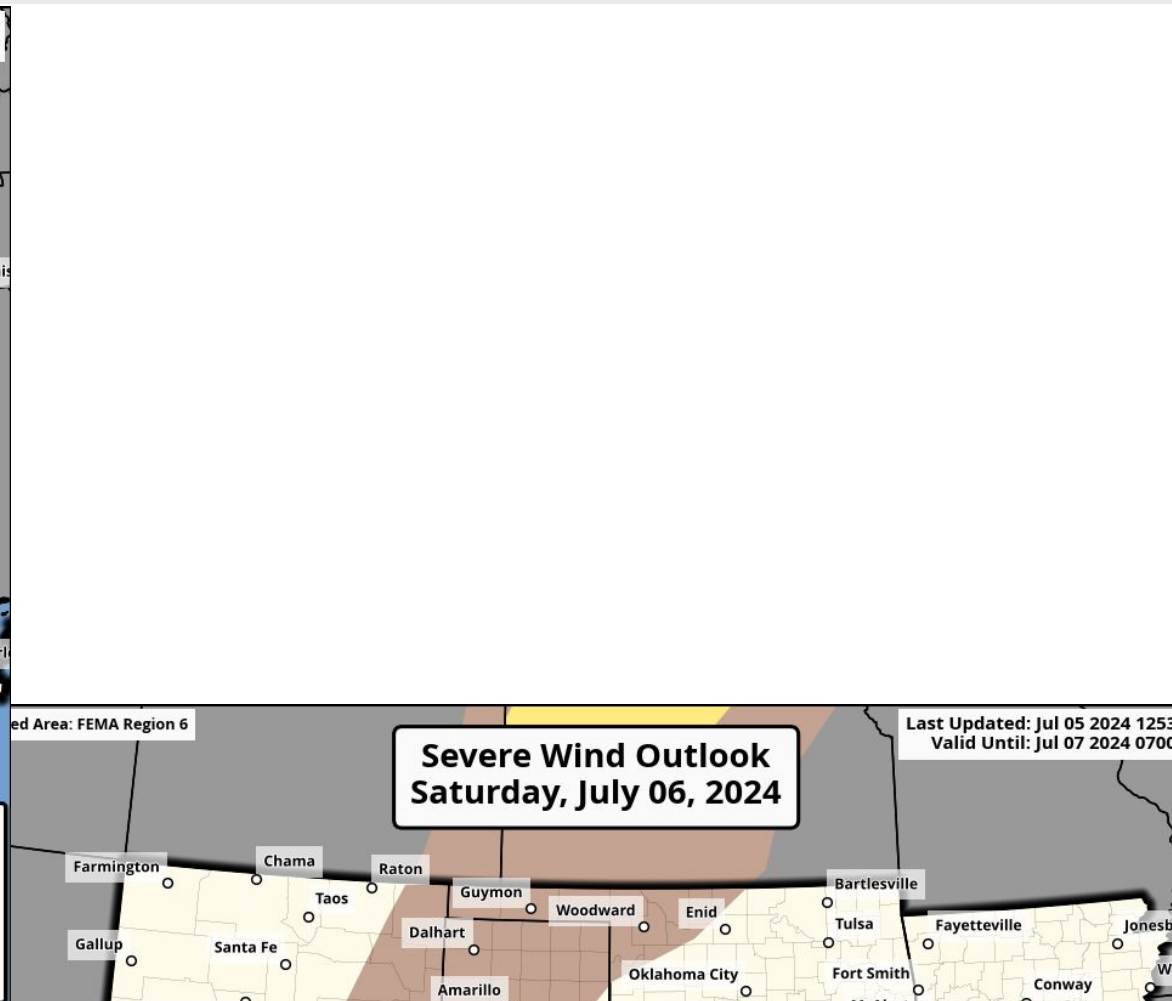 ed Area: FEMA Region 6
Last Updated: Jul 05 2024 1253
Valid Until: Jul 07 2024 0700
Severe Wind Outlook
Saturday, July 06, 2024
Farmington
Chama
Raton
Taos
Guymon
Woodward
Enid
Bartlesville
Tulsa
Fayetteville
Jonesb
Gallup
Santa Fe
Dalhart
Amarillo
Oklahoma City
Fort Smith
Conway